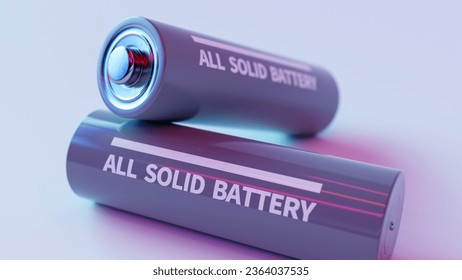 ALL SOLID BATTERY
ALL SOLID BATTERY
shutterstock.com · 2364037535